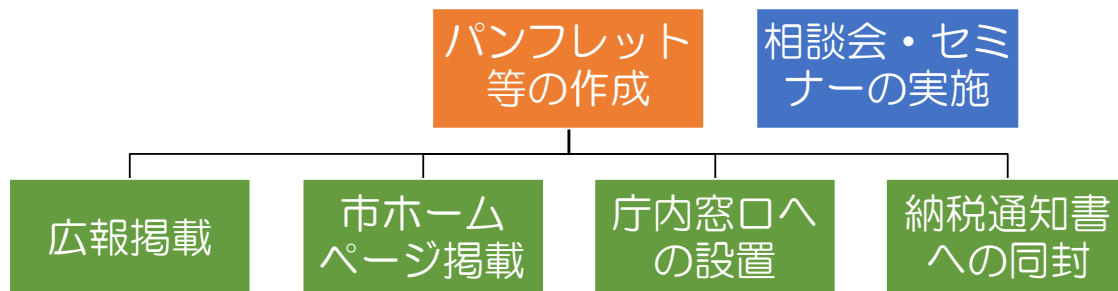 パンフレット
等の作成
相談会・セミ
ナーの実施
広報掲載
市ホーム
ページ掲載
庁内窓口へ
の設置
納税通知書
への同封